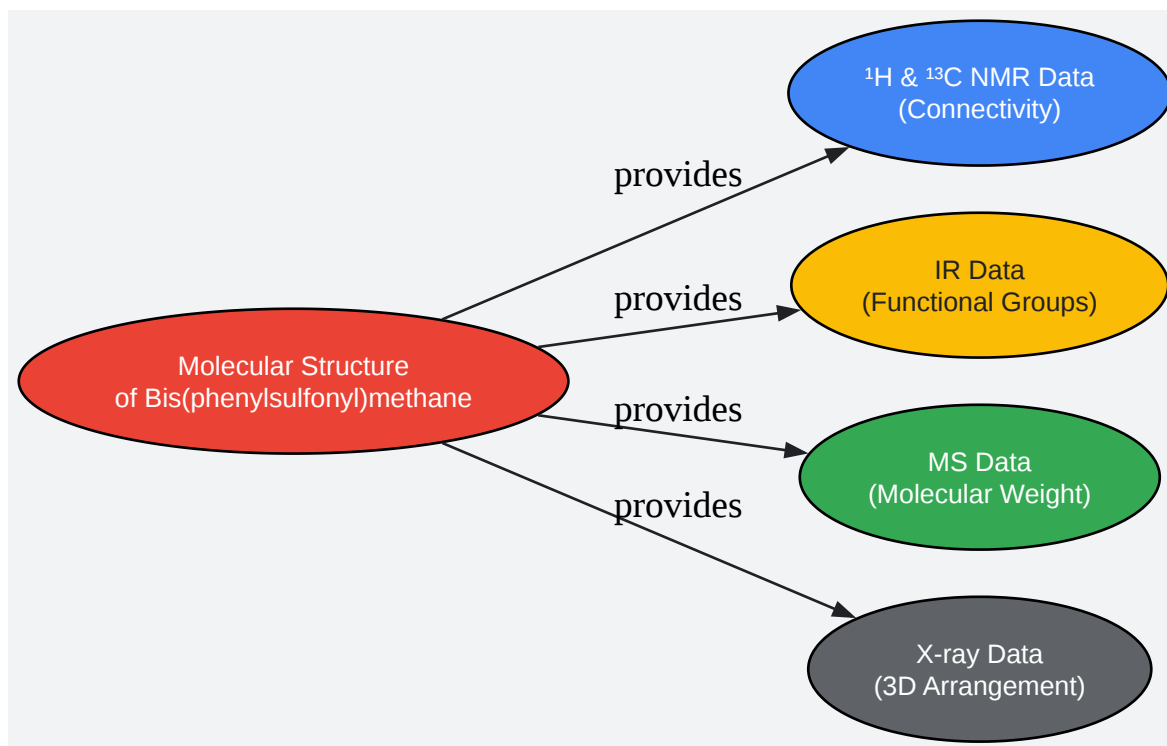 ¹H & ¹³C NMR Data
(Connectivity)
provides
IR Data
(Functional Groups)
provides
Molecular Structure
of Bis(phenylsulfonyl)methane
provides
MS Data
(Molecular Weight)
provides
X-ray Data
(3D Arrangement)